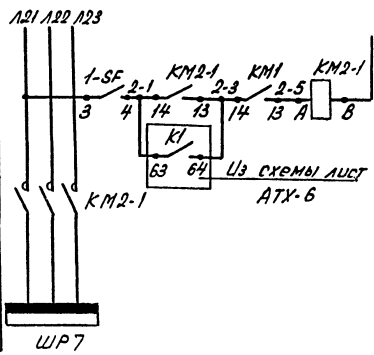 Л21 Л22 Л23
1-SF
3
4
2-1
КМ2-1
14
13
2-3
КМ1
14
13
2-5
А
КМ2-1
В
К1
63
64
Из схемы лист
АТХ-6
КМ2-1
ШР7